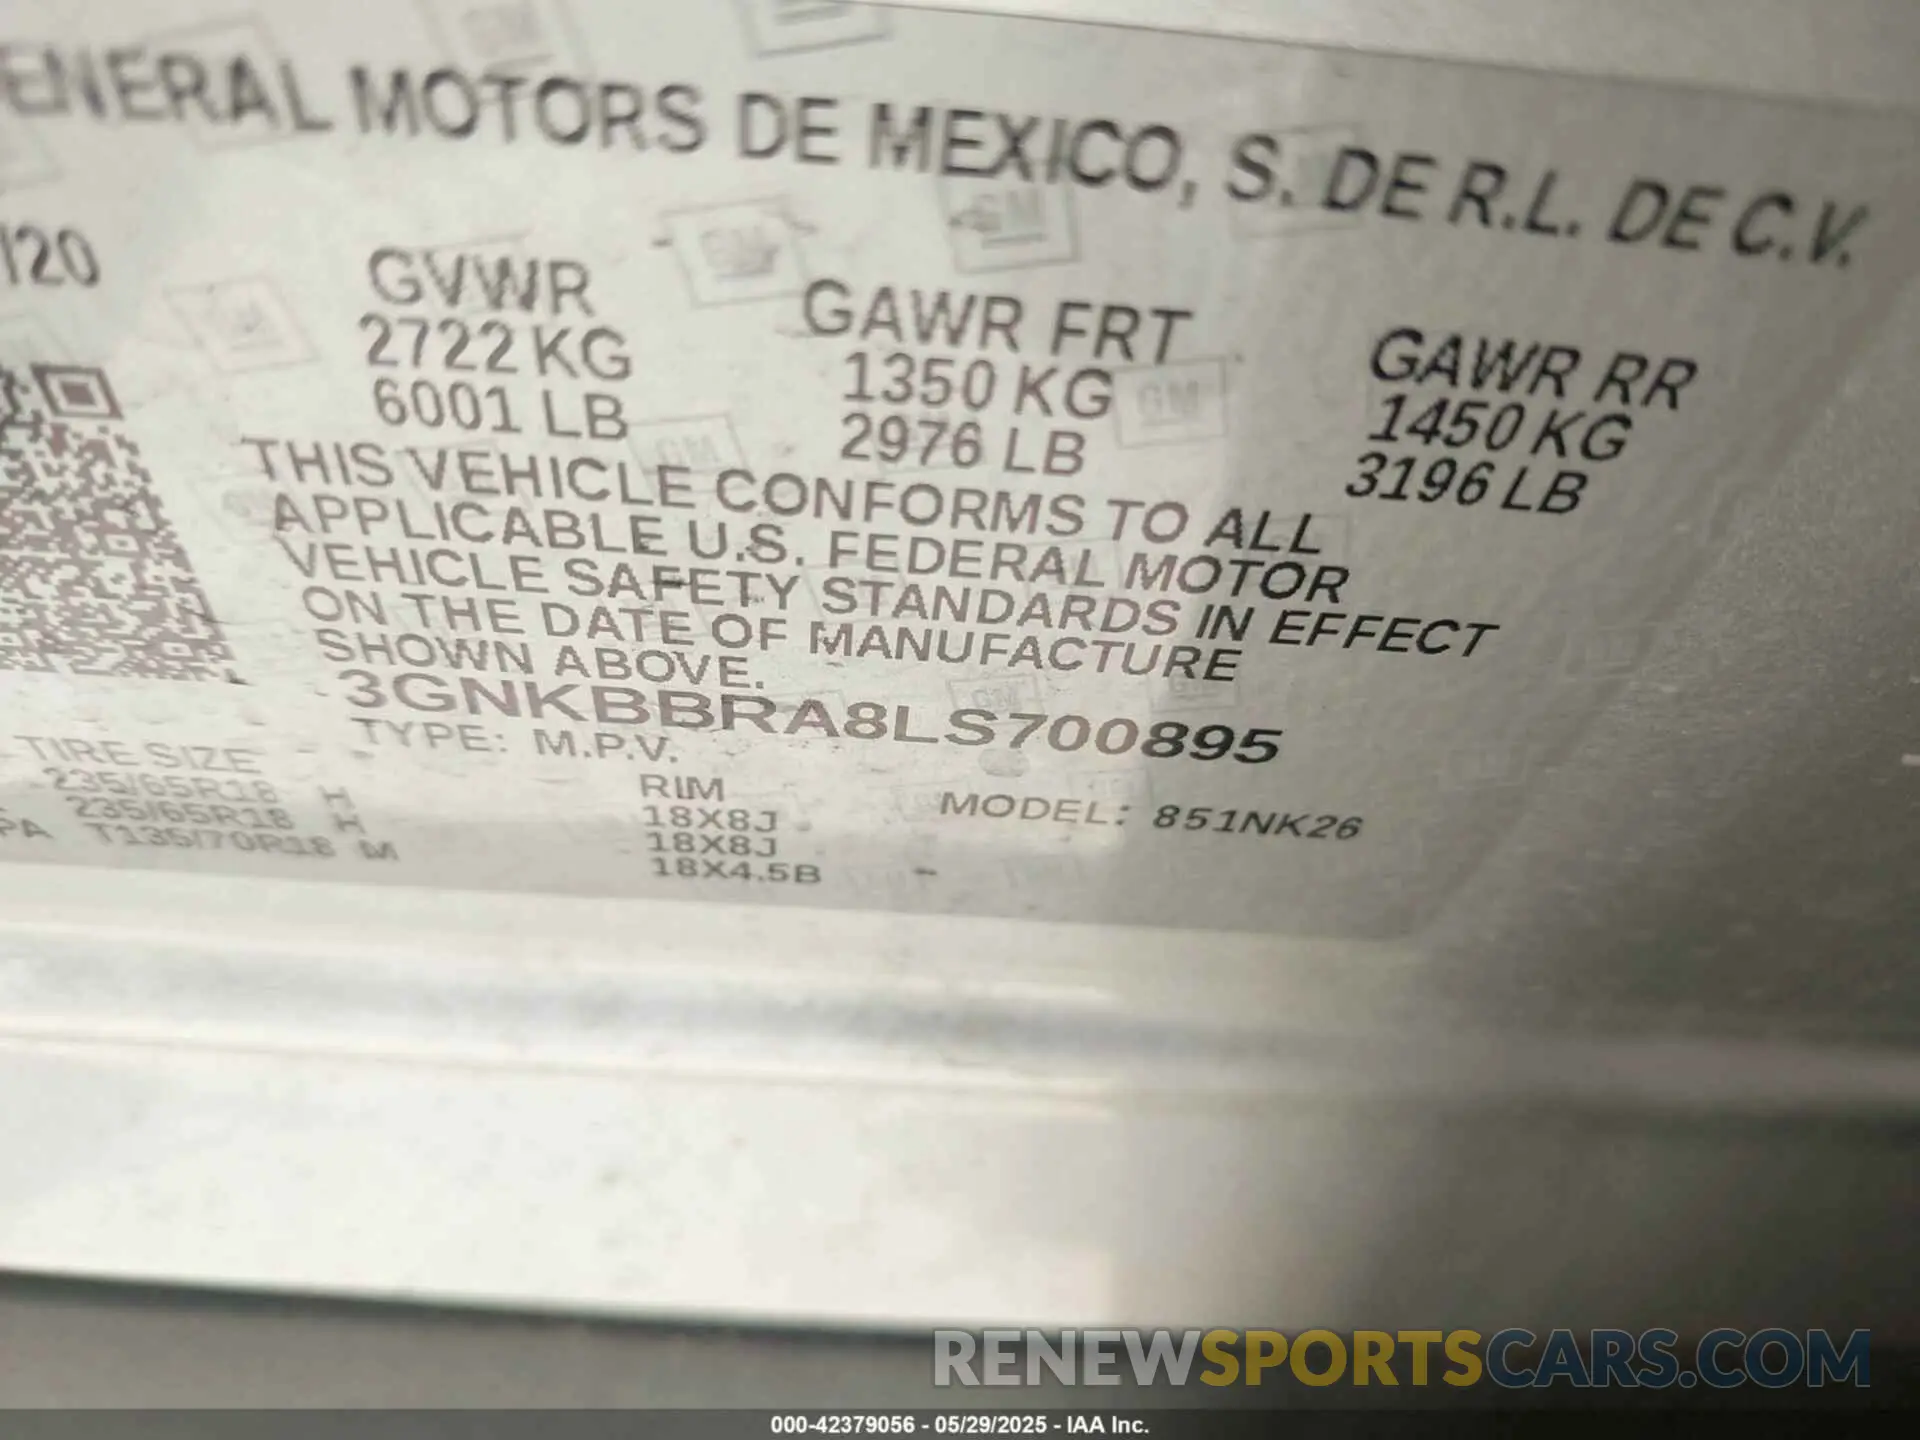 ENERAL MOTORS DE MEXICO, S. DE R.L. DE C.V.
/20
GVWR
2722 KG
6001 LB
GAWR FRT
1350 KG
2976 LB
GAWR RR
1450 KG
3196 LB
THIS VEHICLE CONFORMS TO ALL
APPLICABLE U.S. FEDERAL MOTOR
VEHICLE SAFETY STANDARDS IN EFFECT
ON THE DATE OF MANUFACTURE
SHOWN ABOVE.
3GNKBBRA8LS700895
TYPE: M.P.V.
MODEL: 851NK26
TIRE SIZE
RIM
235/65R18 H
18X8J
235/65R18 H
18X8J
PA T135/70R18 M
18X4.5B
GM
RENEWSPORTSCARS.COM
000-42379056 - 05/29/2025 - IAA Inc.